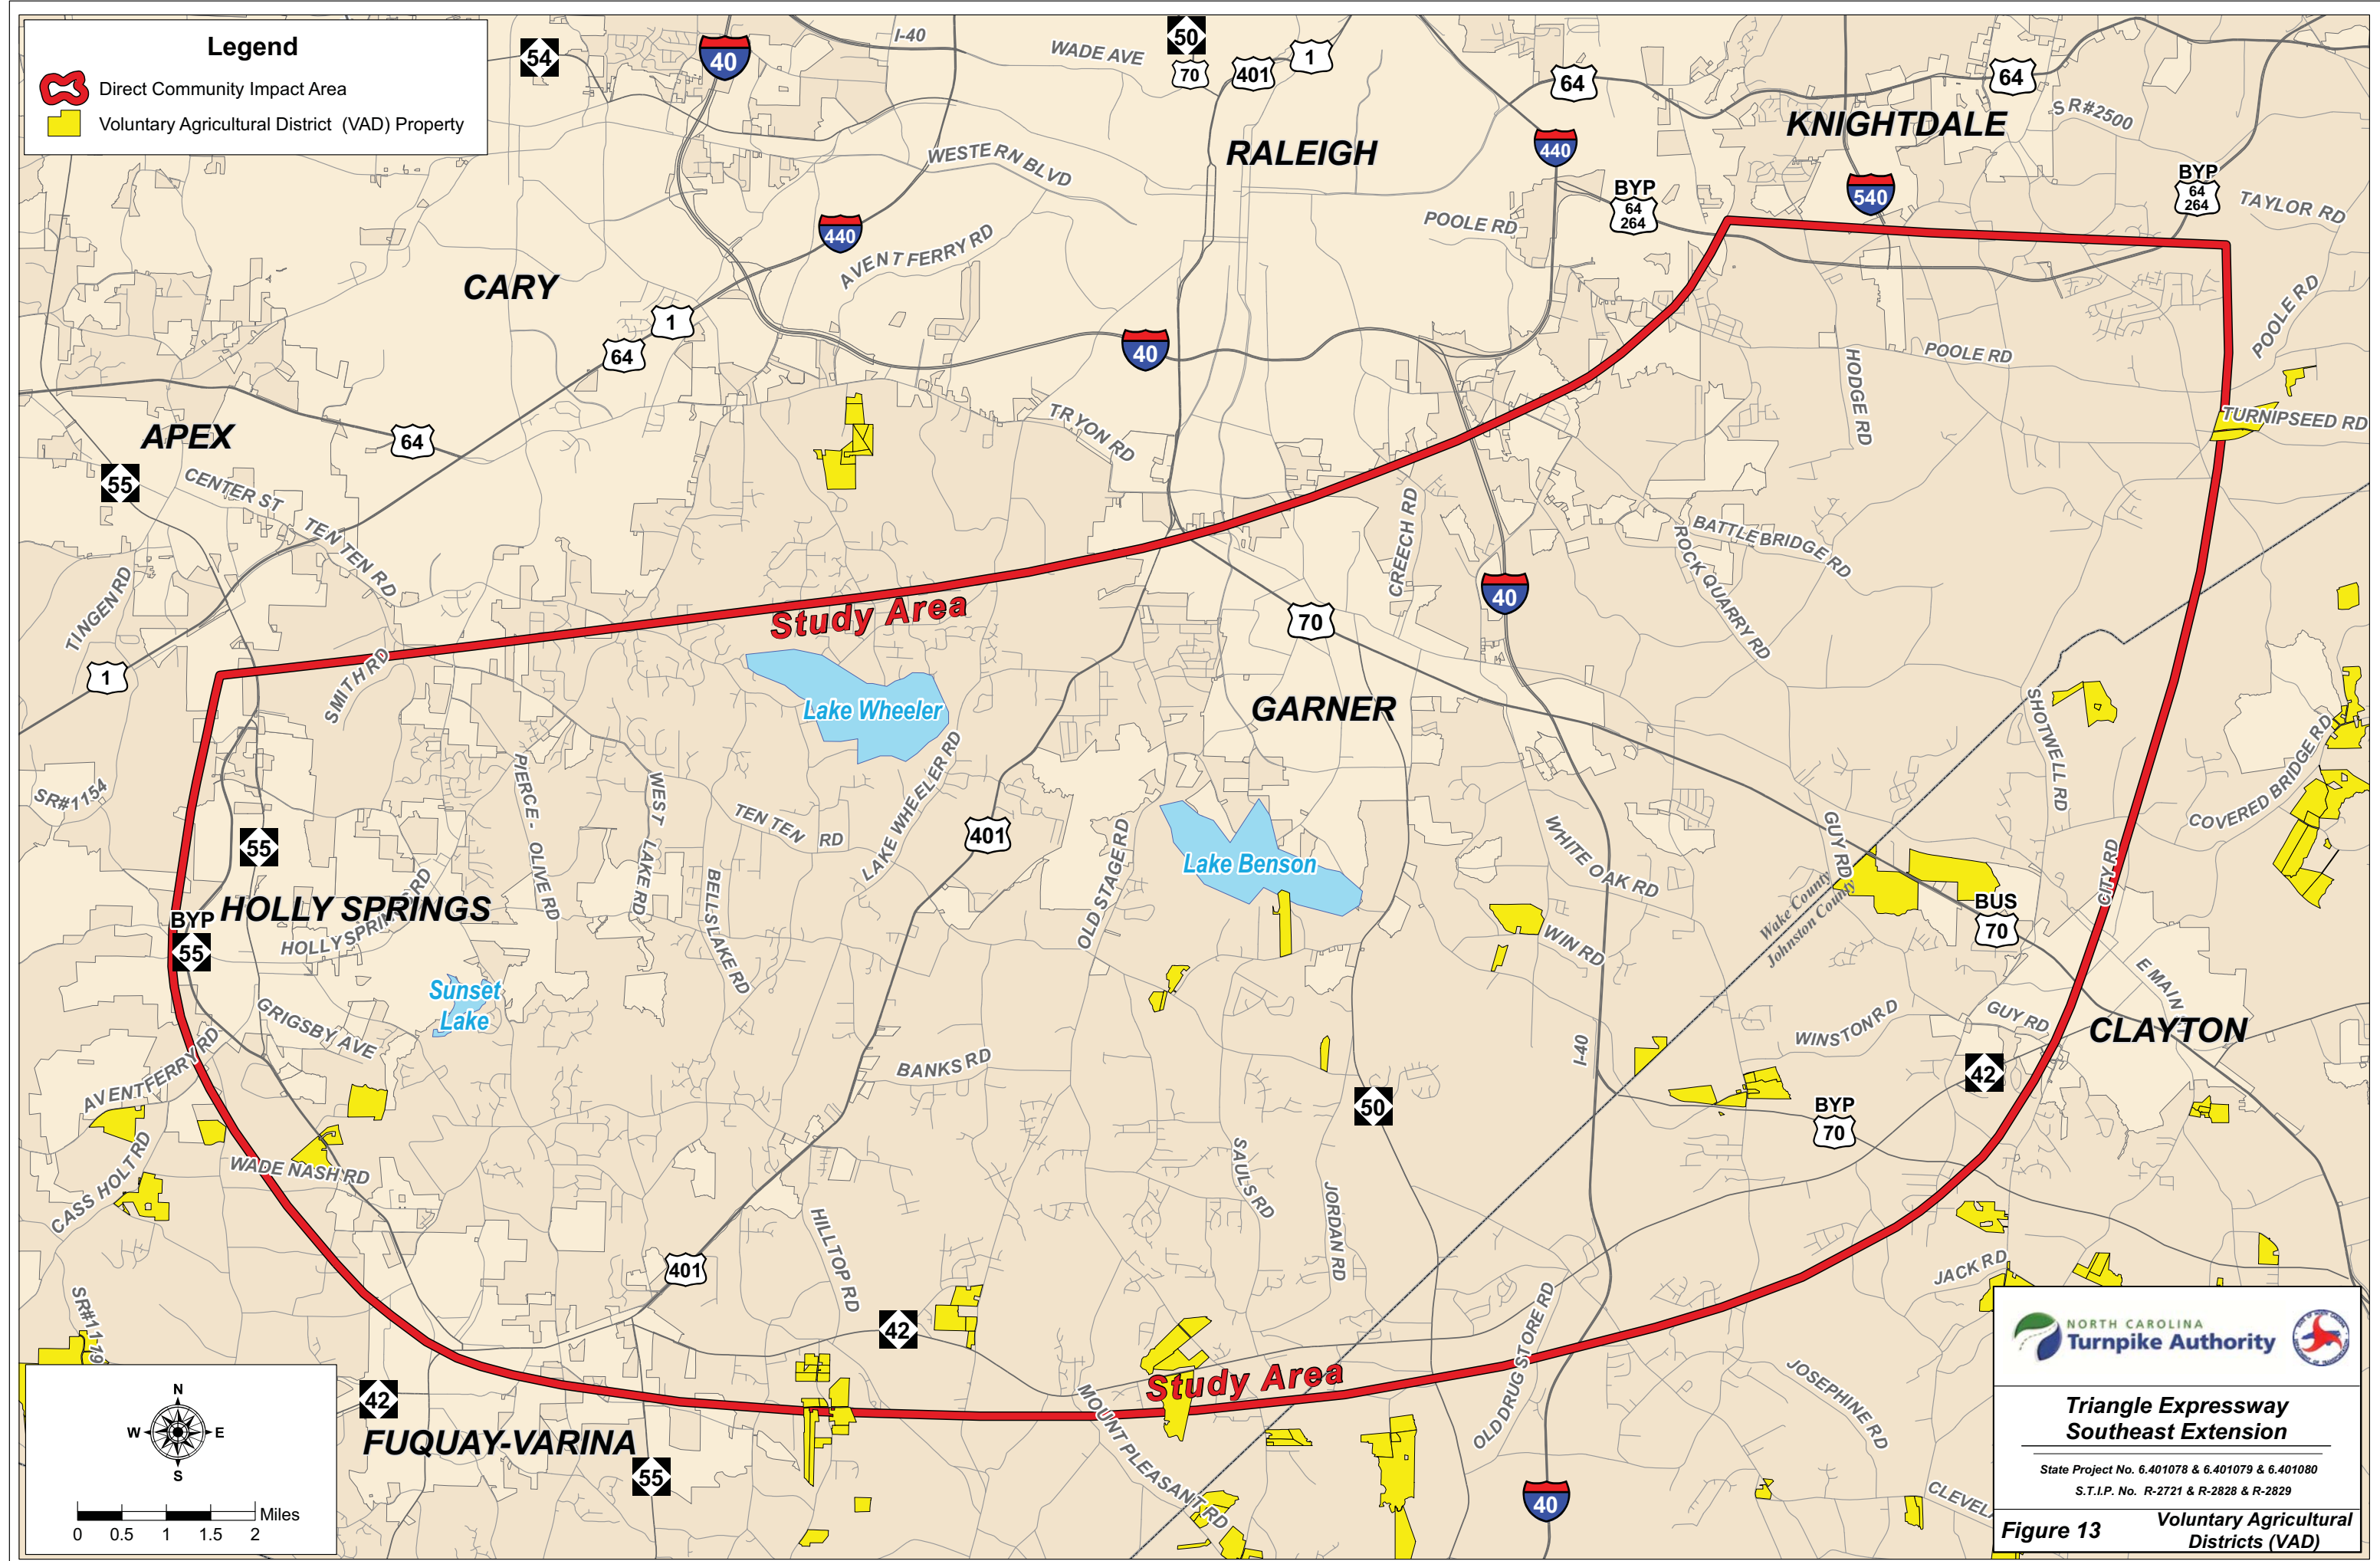 Legend
Direct Community Impact Area
Voluntary Agricultural District (VAD) Property
54
40
I-40
WADE AVE
50
70
401
1
64
64
KNIGHTDALE
SR#2500
RALEIGH
440
WESTERN BLVD
540
BYP
64
264
BYP
64
264
TAYLOR RD
POOLE RD
440
AVENT FERRY RD
CARY
1
64
40
POOLE RD
POOLE RD
HODGE RD
TRYON RD
TURNIPSEED RD
APEX
64
55
CENTER ST
TEN TEN RD
TINGEN RD
CREECH RD
BATTLE BRIDGE RD
ROCK QUARRY RD
40
70
Study Area
1
SMITH RD
Lake Wheeler
GARNER
SHOTWELL RD
COVERED BRIDGE RD
SR#1154
PIERCE - OLIVE RD
WEST LAKE RD
TEN TEN RD
LAKE WHEELER RD
401
55
BELLS LAKE RD
OLD STAGE RD
Lake Benson
WHITE OAK RD
GUY RD
CITY RD
HOLLY SPRINGS
HOLLY SPRINGS RD
BYP
55
Wake County
Johnston County
BUS
70
WIN RD
E MAIN
Sunset
Lake
GRIGSBY AVE
GUY RD
CLAYTON
WINSTON RD
I-40
42
BANKS RD
AVENT FERRY RD
50
BYP
70
CASS HOLT RD
WADE NASH RD
SAULS RD
JORDAN RD
HILLTOP RD
401
42
JACK RD
SR#1179
OLD DRUG STORE RD
Study Area
MOUNT PLEASANT RD
JOSEPHINE RD
42
FUQUAY-VARINA
55
40
CLEVEL
N
W
E
S
0 0.5 1 1.5 2 Miles
NORTH CAROLINA
Turnpike Authority
Triangle Expressway
Southeast Extension
State Project No. 6.401078 & 6.401079 & 6.401080
S.T.I.P. No. R-2721 & R-2828 & R-2829
Figure 13
Voluntary Agricultural
Districts (VAD)